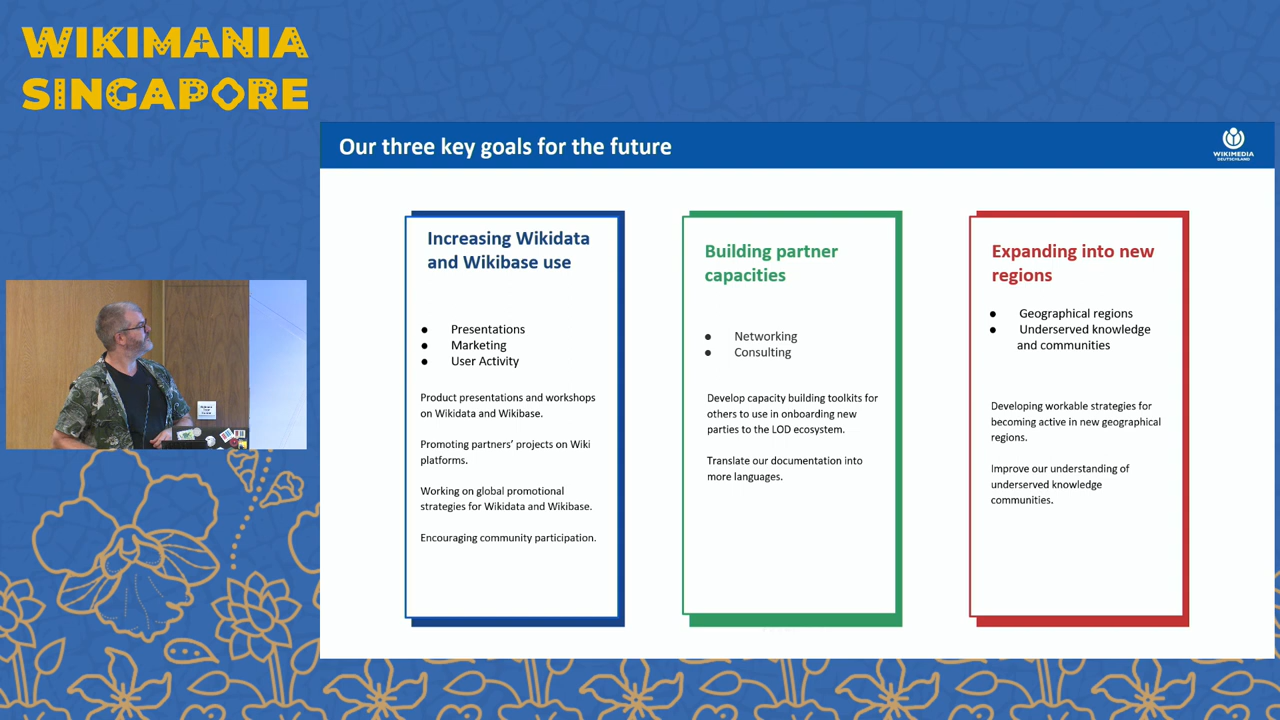 WIKIMANIA
SINGAPORE
Our three key goals for the future
WIKIMEDIA
DEUTSCHLAND
Increasing Wikidata
and Wikibase use
● Presentations
● Marketing
● User Activity
Product presentations and workshops
on Wikidata and Wikibase.
Promoting partners’ projects on Wiki
platforms.
Working on global promotional
strategies for Wikidata and Wikibase.
Encouraging community participation.
Building partner
capacities
● Networking
● Consulting
Develop capacity building toolkits for
others to use in onboarding new
parties to the LOD ecosystem.
Translate our documentation into
more languages.
Expanding into new
regions
● Geographical regions
● Underserved knowledge
and communities
Developing workable strategies for
becoming active in new geographical
regions.
Improve our understanding of
underserved knowledge
communities.